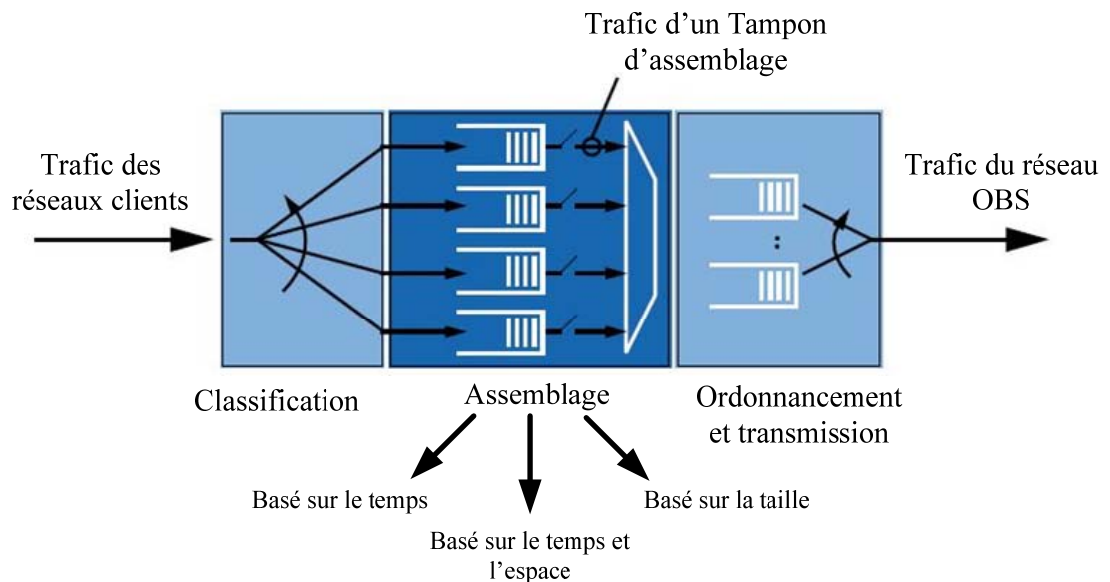 Trafic d’un Tampon
d’assemblage
Trafic des
réseaux clients
Trafic du réseau
OBS
Classification
Assemblage
Ordonnancement
et transmission
Basé sur le temps
Basé sur la taille
Basé sur le temps et
l’espace